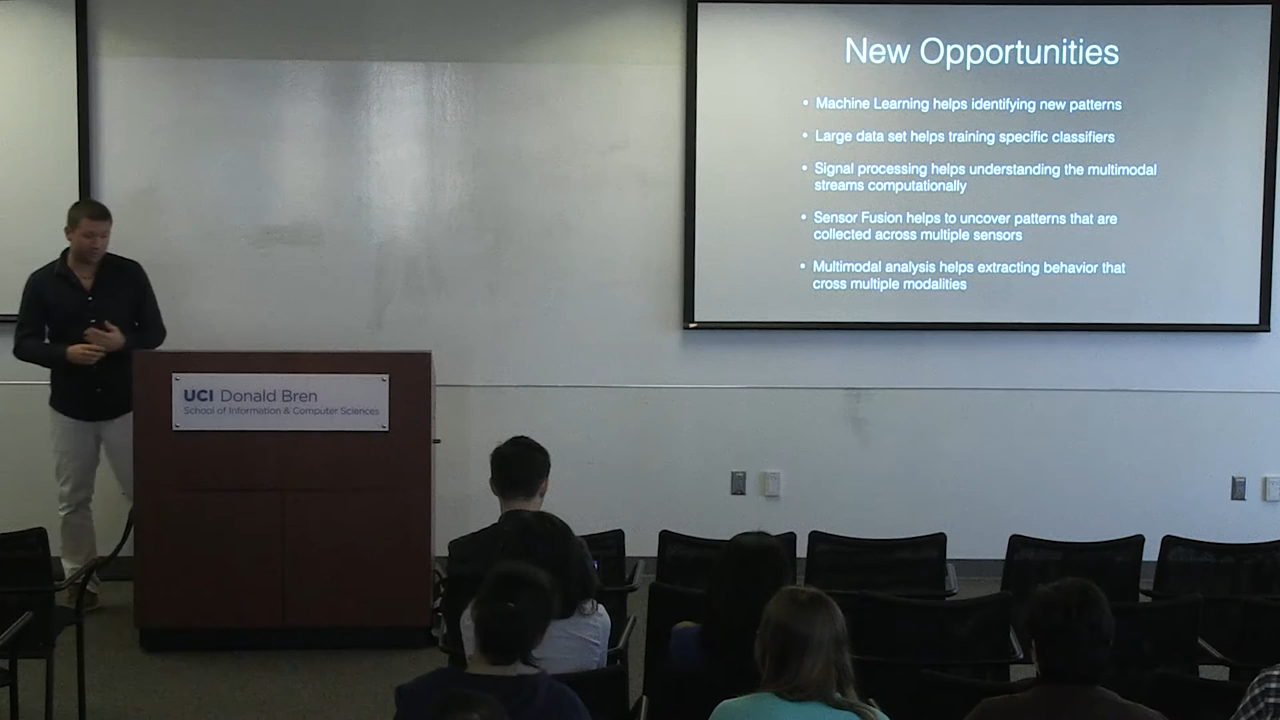 New Opportunities
• Machine Learning helps identifying new patterns
• Large data set helps training specific classifiers
• Signal processing helps understanding the multimodal
streams computationally
• Sensor Fusion helps to uncover patterns that are
collected across multiple sensors
• Multimodal analysis helps extracting behavior that
cross multiple modalities
UCI Donald Bren
School of Information & Computer Sciences